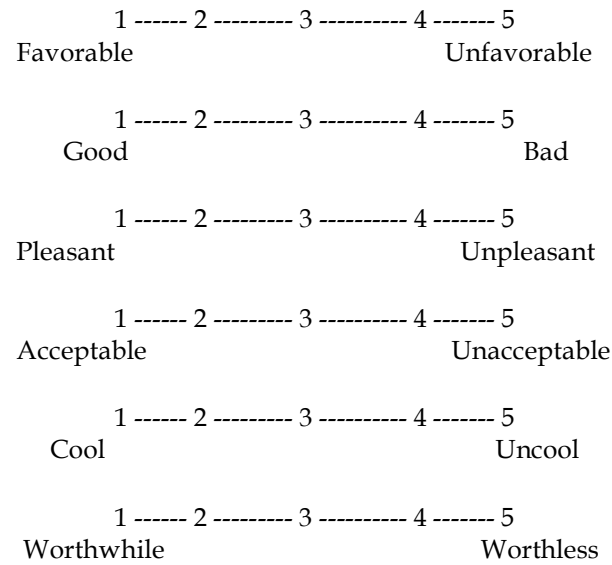 1 ------ 2 --------- 3 ---------- 4 ------- 5
Favorable Unfavorable
1 ------ 2 --------- 3 ---------- 4 ------- 5
Good Bad
1 ------ 2 --------- 3 ---------- 4 ------- 5
Pleasant Unpleasant
1 ------ 2 --------- 3 ---------- 4 ------- 5
Acceptable Unacceptable
1 ------ 2 --------- 3 ---------- 4 ------- 5
Cool Uncool
1 ------ 2 --------- 3 ---------- 4 ------- 5
Worthwhile Worthless